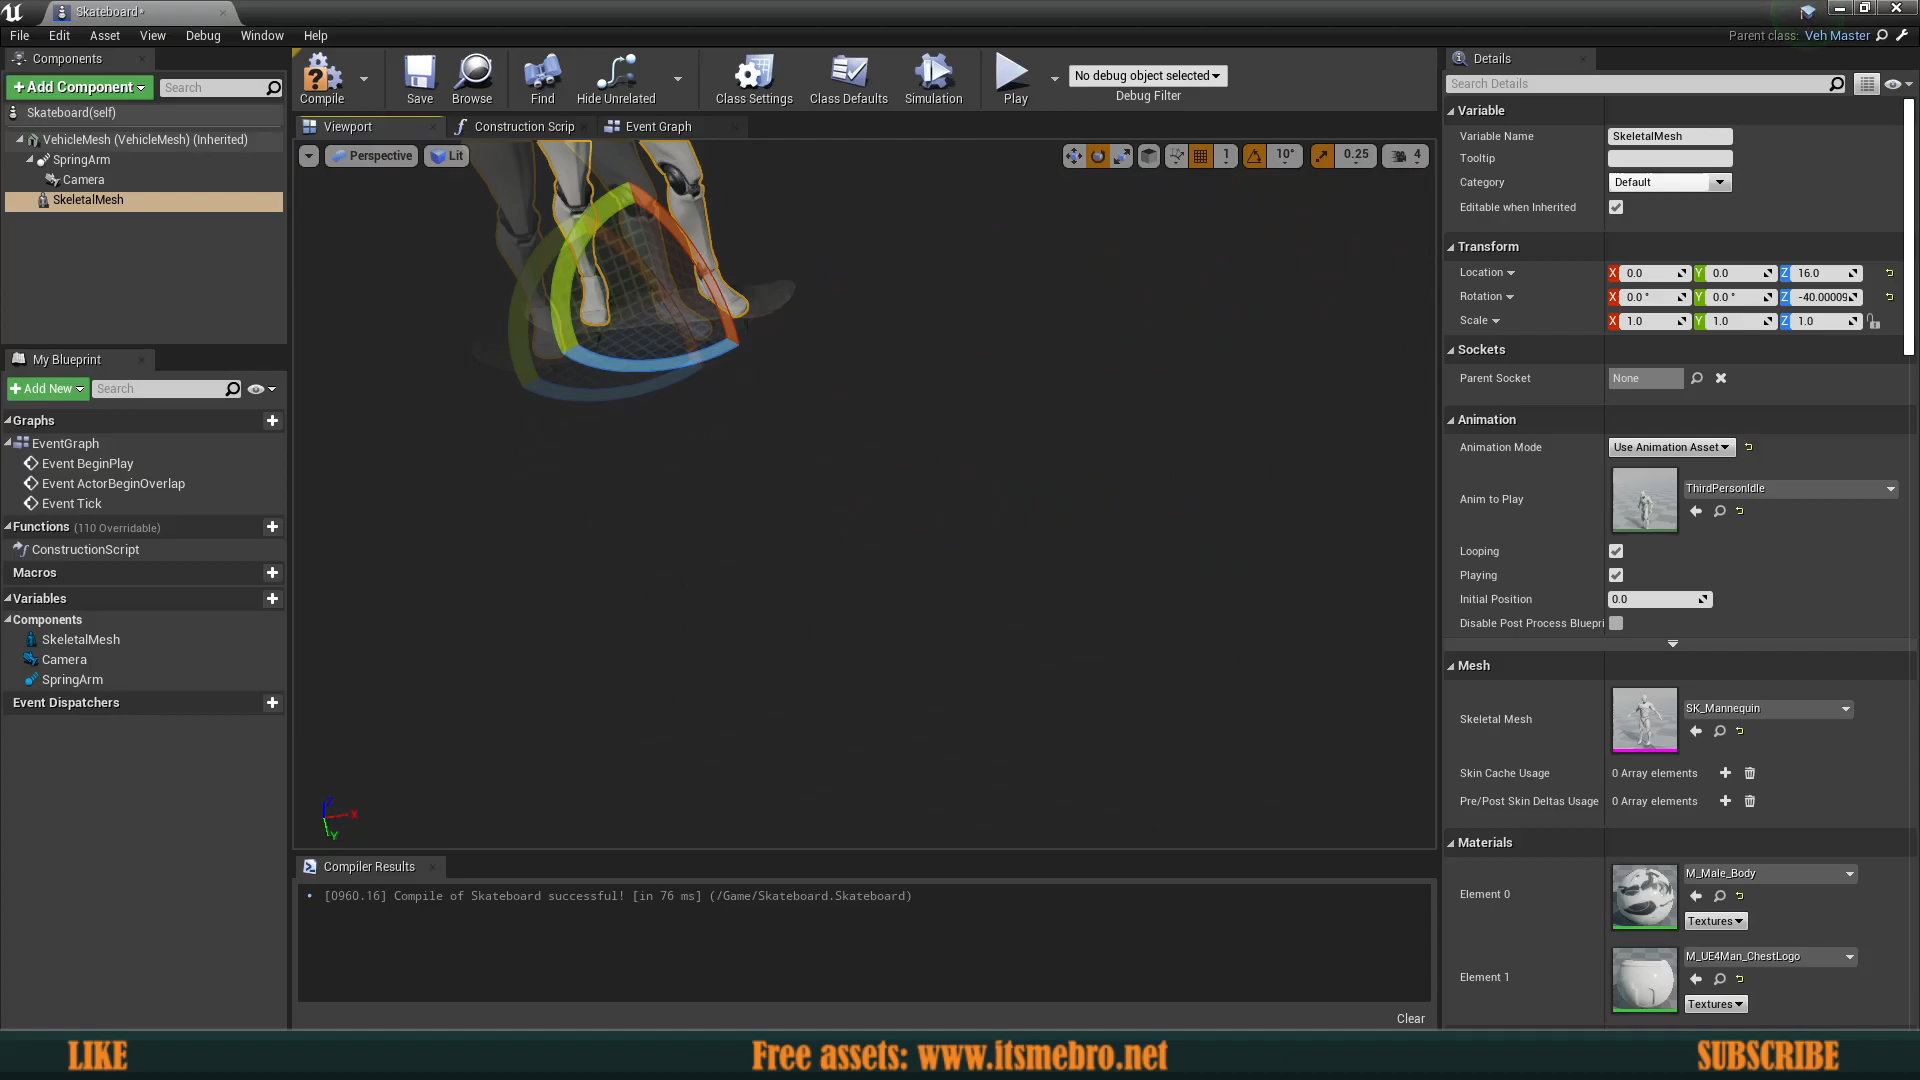 Skateboard*
File Edit Asset View Debug Window Help
Parent class: Veh Master
Components
+ Add Component
Search
Skateboard(self)
VehicleMesh (VehicleMesh) (Inherited)
SpringArm
Camera
SkeletalMesh
Compile
Save
Browse
Find
Hide Unrelated
Class Settings
Class Defaults
Simulation
Play
No debug object selected
Debug Filter
Viewport
Construction Scrip
Event Graph
Perspective
Lit
1
10°
0.25
4
X
Y
Z
My Blueprint
+ Add New
Search
Graphs
EventGraph
Event BeginPlay
Event ActorBeginOverlap
Event Tick
Functions (110 Overridable)
ConstructionScript
Macros
Variables
Components
SkeletalMesh
Camera
SpringArm
Event Dispatchers
Compiler Results
[0960.16] Compile of Skateboard successful! [in 76 ms] (/Game/Skateboard.Skateboard)
Clear
Details
Search Details
Variable
Variable Name SkeletalMesh
Tooltip
Category Default
Editable when Inherited
Transform
Location X 0.0 Y 0.0 Z 16.0
Rotation X 0.0 ° Y 0.0 ° Z -40.00009
Scale X 1.0 Y 1.0 Z 1.0
Sockets
Parent Socket None
Animation
Animation Mode Use Animation Asset
Anim to Play ThirdPersonIdle
Looping
Playing
Initial Position 0.0
Disable Post Process Bluepri
Mesh
Skeletal Mesh SK_Mannequin
Skin Cache Usage 0 Array elements
Pre/Post Skin Deltas Usage 0 Array elements
Materials
Element 0 M_Male_Body
Textures
Element 1 M_UE4Man_ChestLogo
Textures
LIKE
Free assets: www.itsmebro.net
SUBSCRIBE